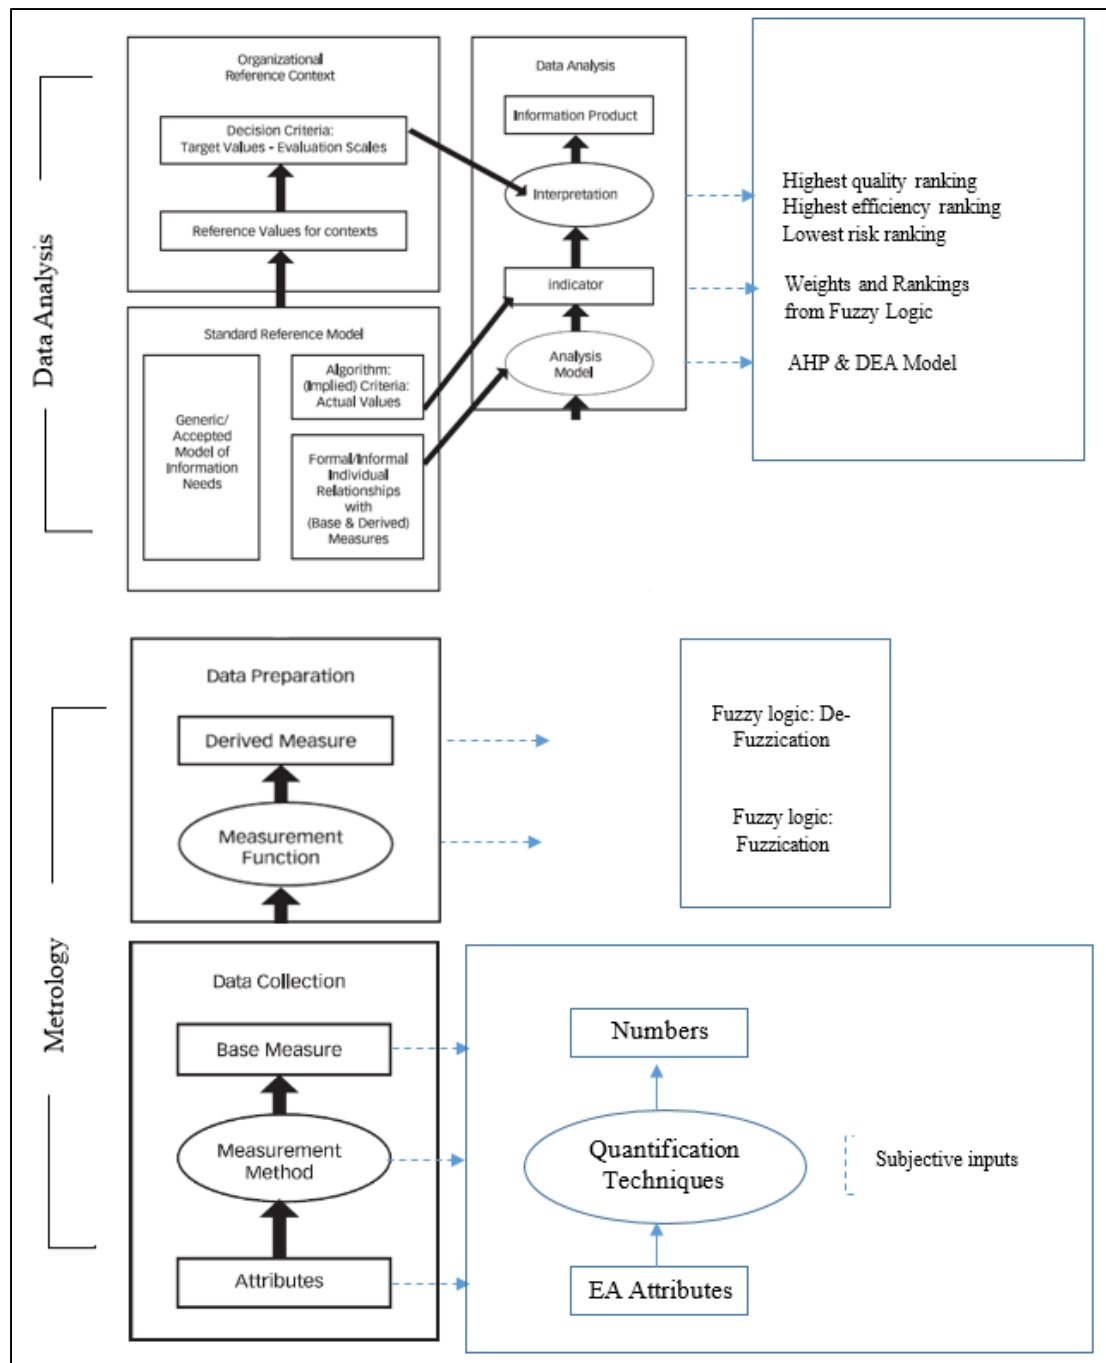 Data Analysis
Organizational
Reference Context
Decision Criteria:
Target Values - Evaluation Scales
Reference Values for contexts
Standard Reference Model
Generic/
Accepted
Model of
Information
Needs
Algorithm:
(Implied) Criteria:
Actual Values
Formal/Informal
Individual
Relationships
with
(Base & Derived)
Measures
Data Analysis
Information Product
Interpretation
indicator
Analysis
Model
Highest quality ranking
Highest efficiency ranking
Lowest risk ranking
Weights and Rankings
from Fuzzy Logic
AHP & DEA Model
Metrology
Data Preparation
Derived Measure
Measurement
Function
Fuzzy logic: De-
Fuzzication
Fuzzy logic:
Fuzzication
Data Collection
Base Measure
Measurement
Method
Attributes
Numbers
Quantification
Techniques
EA Attributes
Subjective inputs